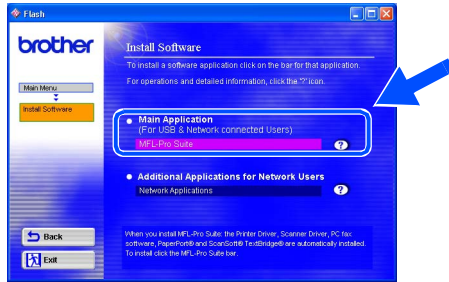 Flash
brother
Main Menu
Install Software
Install Software
To install a software application click on the bar for that application.
For operations and detailed information, click the "?" icon.
Main Application
(For USB & Network connected Users)
MFL-Pro Suite
?
Additional Applications for Network Users
Network Applications
?
Back
Exit
When you install MFL-Pro Suite: the Printer Driver, Scanner Driver, PC fax
software, PaperPort® and ScanSoft® TextBridge® are automatically installed.
To install click the MFL-Pro Suite bar.